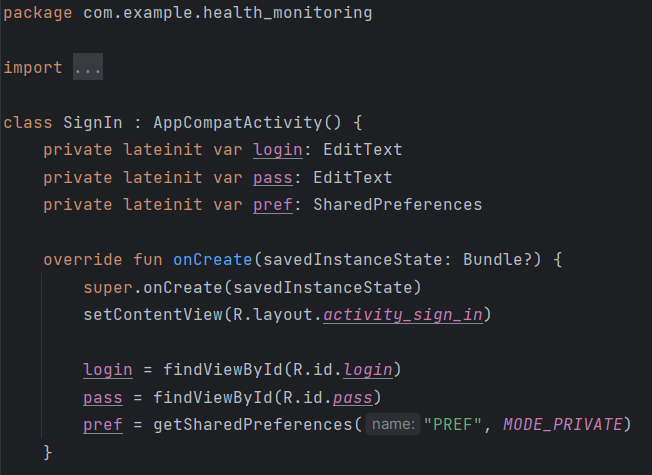 package com.example.health_monitoring
import ...
class SignIn : AppCompatActivity() {
    private lateinit var login: EditText
    private lateinit var pass: EditText
    private lateinit var pref: SharedPreferences
    override fun onCreate(savedInstanceState: Bundle?) {
        super.onCreate(savedInstanceState)
        setContentView(R.layout.activity_sign_in)
        login = findViewById(R.id.login)
        pass = findViewById(R.id.pass)
        pref = getSharedPreferences( name: "PREF", MODE_PRIVATE)
    }